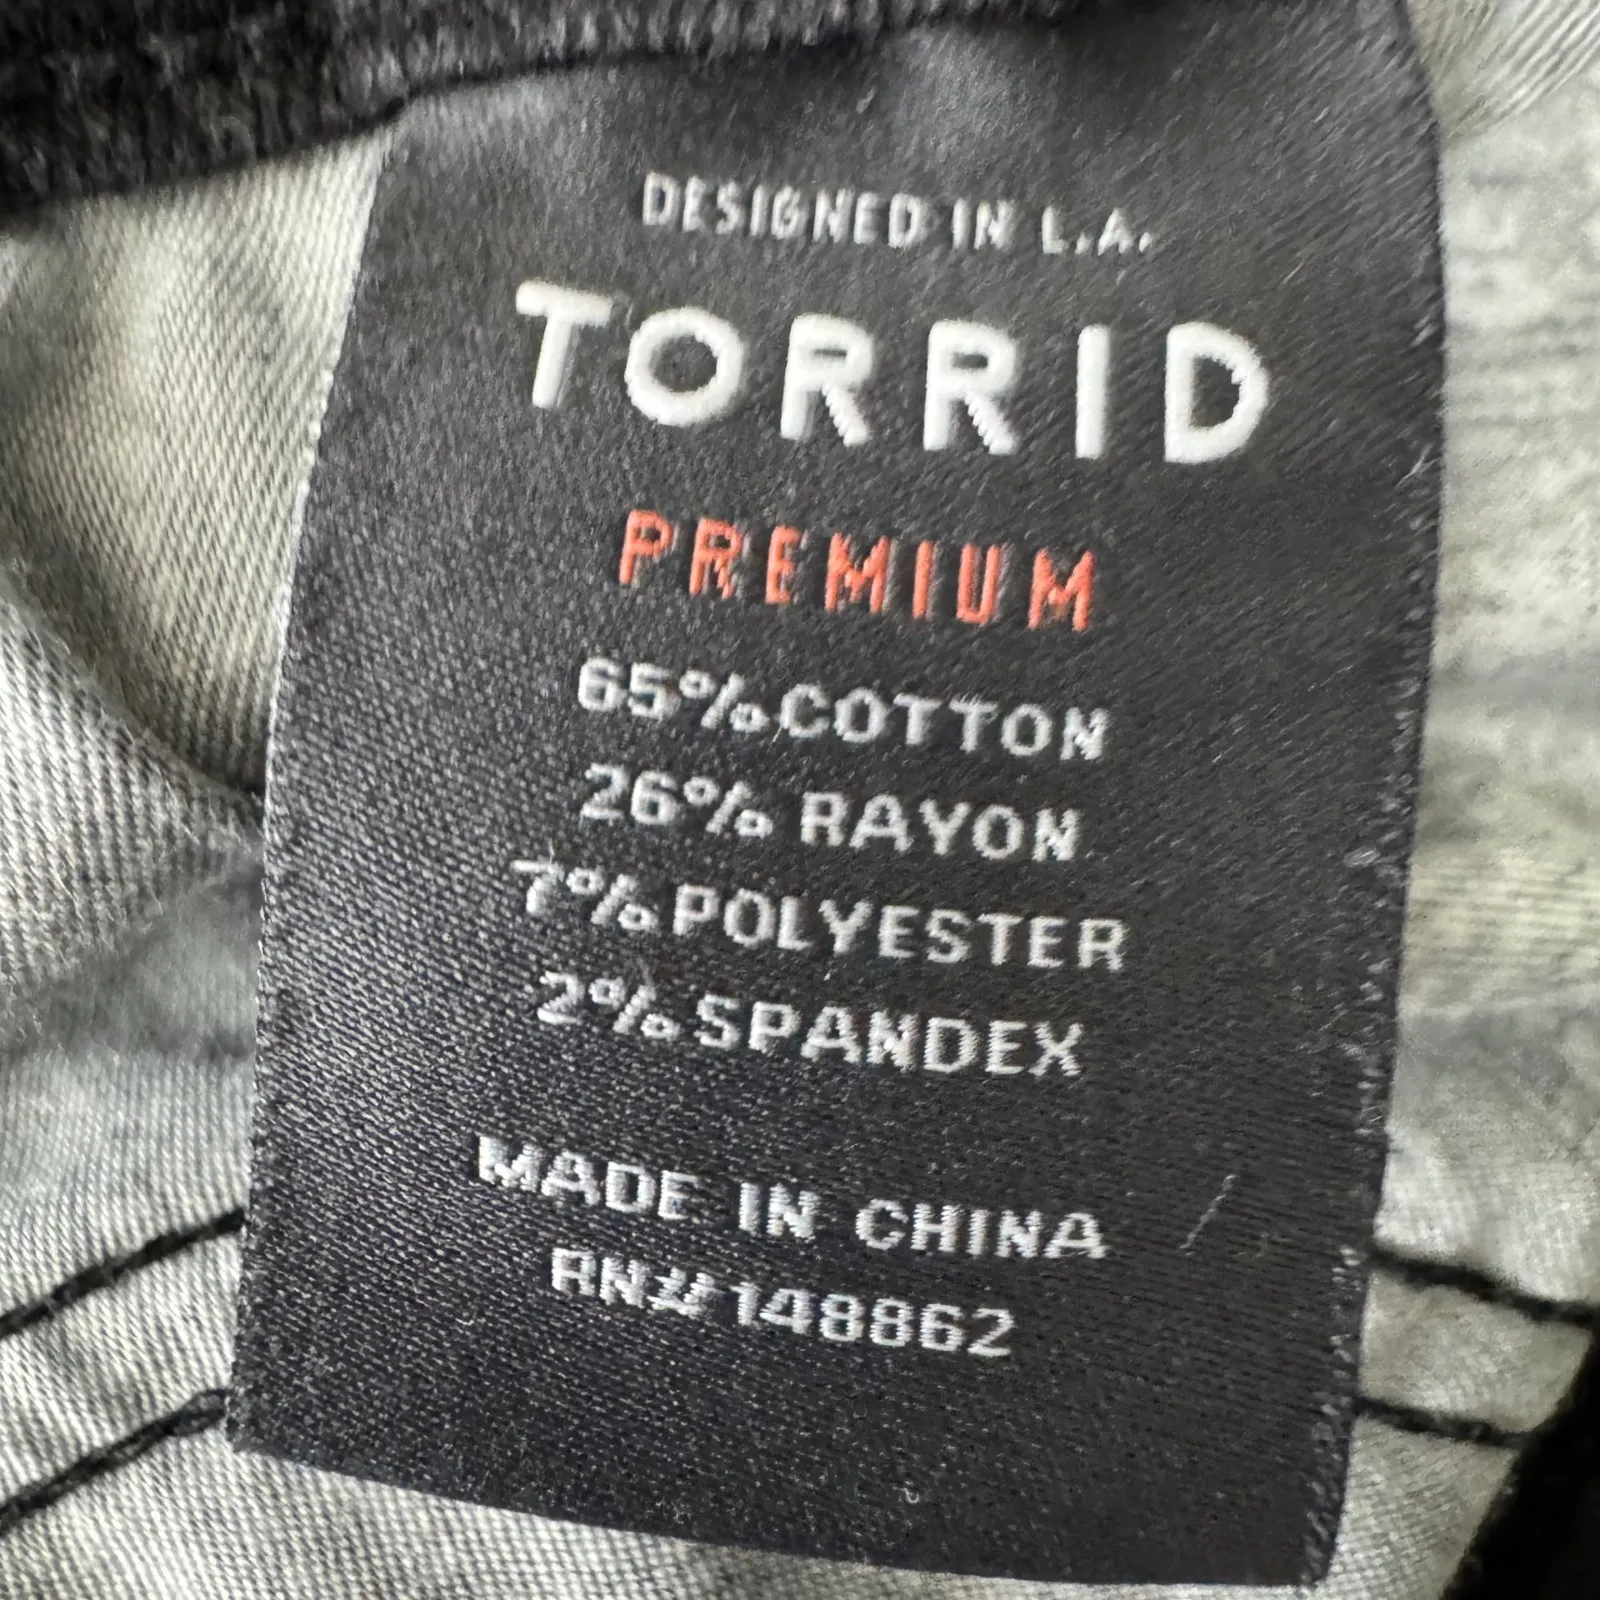 DESIGNED IN L.A.
TORRID
PREMIUM
65% COTTON
26% RAYON
7% POLYESTER
2% SPANDEX
MADE IN CHINA
RN# 148862